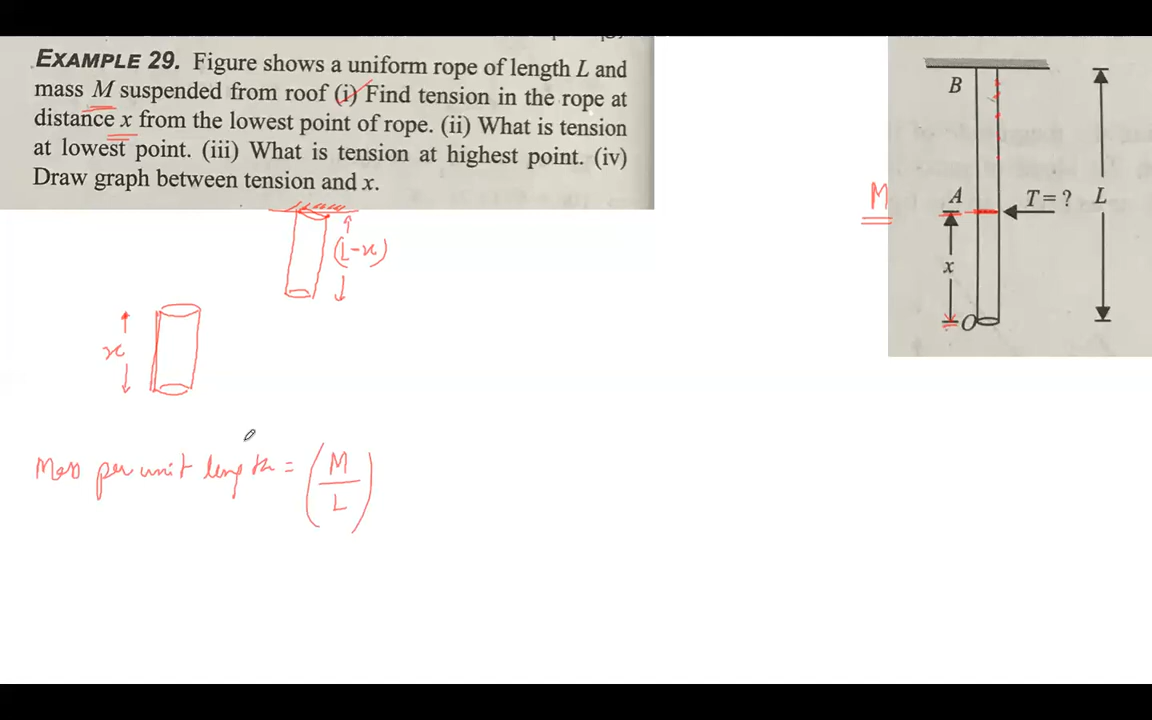 EXAMPLE 29. Figure shows a uniform rope of length L and
mass M suspended from roof (i) Find tension in the rope at
distance x from the lowest point of rope. (ii) What is tension
at lowest point. (iii) What is tension at highest point. (iv)
Draw graph between tension and x.
B
M
A
T = ?
L
x
O
(L-x)
x
Mass per unit length = (M/L)